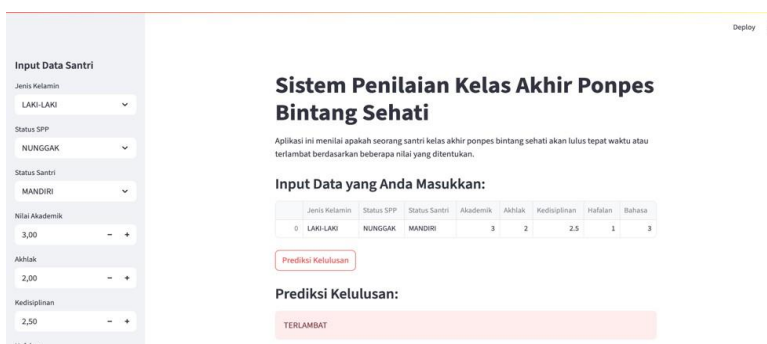 Deploy
Input Data Santri
Jenis Kelamin
LAKI-LAKI
Status SPP
NUNGGAK
Status Santri
MANDIRI
Nilai Akademik
3,00 - +
Akhlak
2,00 - +
Kedisiplinan
2,50 - +
Sistem Penilaian Kelas Akhir Ponpes
Bintang Sehati
Aplikasi ini menilai apakah seorang santri kelas akhir ponpes bintang sehati akan lulus tepat waktu atau
terlambat berdasarkan beberapa nilai yang ditentukan.
Input Data yang Anda Masukkan:
Jenis Kelamin Status SPP Status Santri Akademik Akhlak Kedisiplinan Hafalan Bahasa
0 LAKI-LAKI NUNGGAK MANDIRI 3 2 2.5 1 3
Prediksi Kelulusan
Prediksi Kelulusan:
TERLAMBAT